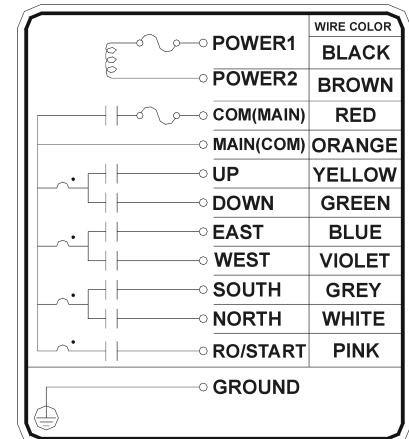 WIRE COLOR
POWER1 BLACK
POWER2 BROWN
COM(MAIN) RED
MAIN(COM) ORANGE
UP YELLOW
DOWN GREEN
EAST BLUE
WEST VIOLET
SOUTH GREY
NORTH WHITE
RO/START PINK
GROUND